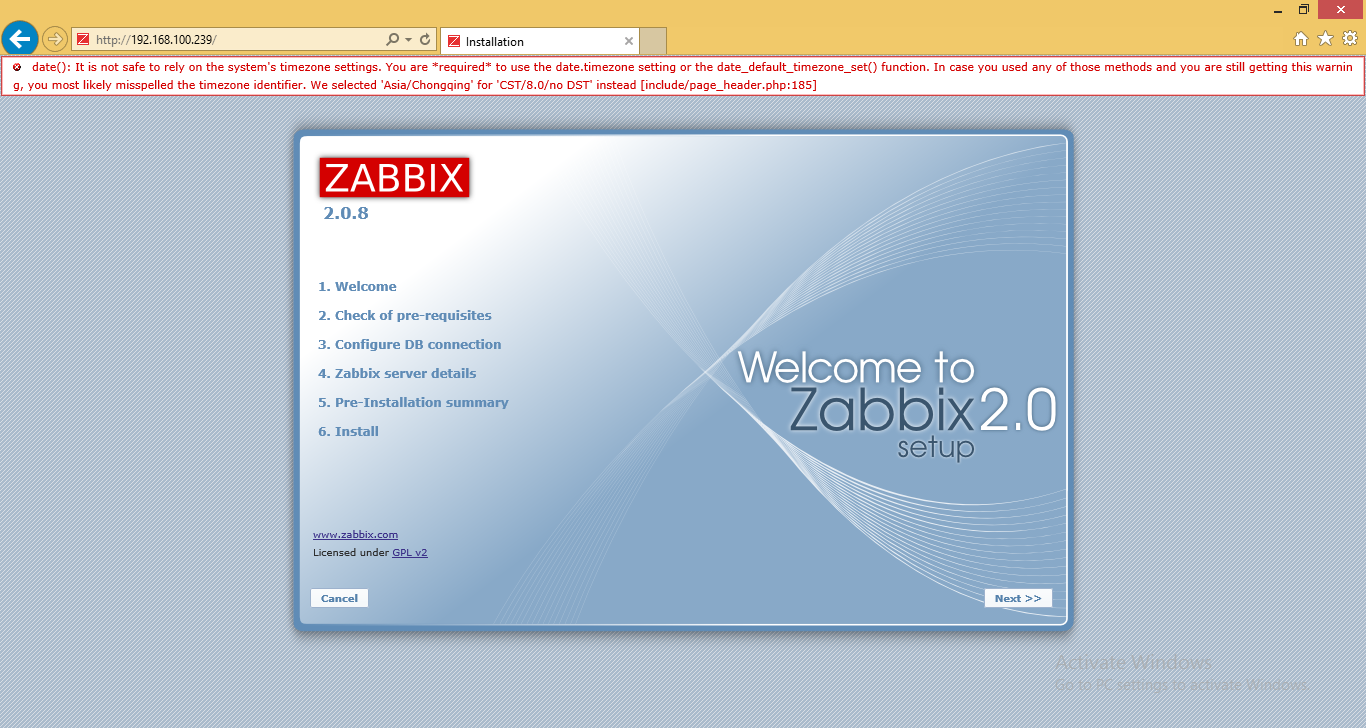 http://192.168.100.239/
Installation
date(): It is not safe to rely on the system's timezone settings. You are *required* to use the date.timezone setting or the date_default_timezone_set() function. In case you used any of those methods and you are still getting this warnin
g, you most likely misspelled the timezone identifier. We selected 'Asia/Chongqing' for 'CST/8.0/no DST' instead [include/page_header.php:185]
ZABBIX
2.0.8
1. Welcome
2. Check of pre-requisites
3. Configure DB connection
4. Zabbix server details
5. Pre-Installation summary
6. Install
Welcome to
Zabbix 2.0
setup
www.zabbix.com
Licensed under GPL v2
Cancel
Next >>
Activate Windows
Go to PC settings to activate Windows.